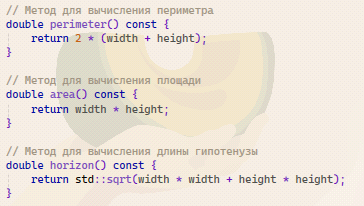 // Метод для вычисления периметра
double perimeter() const {
return 2 * (width + height);
}
// Метод для вычисления площади
double area() const {
return width * height;
}
// Метод для вычисления длины гипотенузы
double horizon() const {
return std::sqrt(width * width + height * height);
}